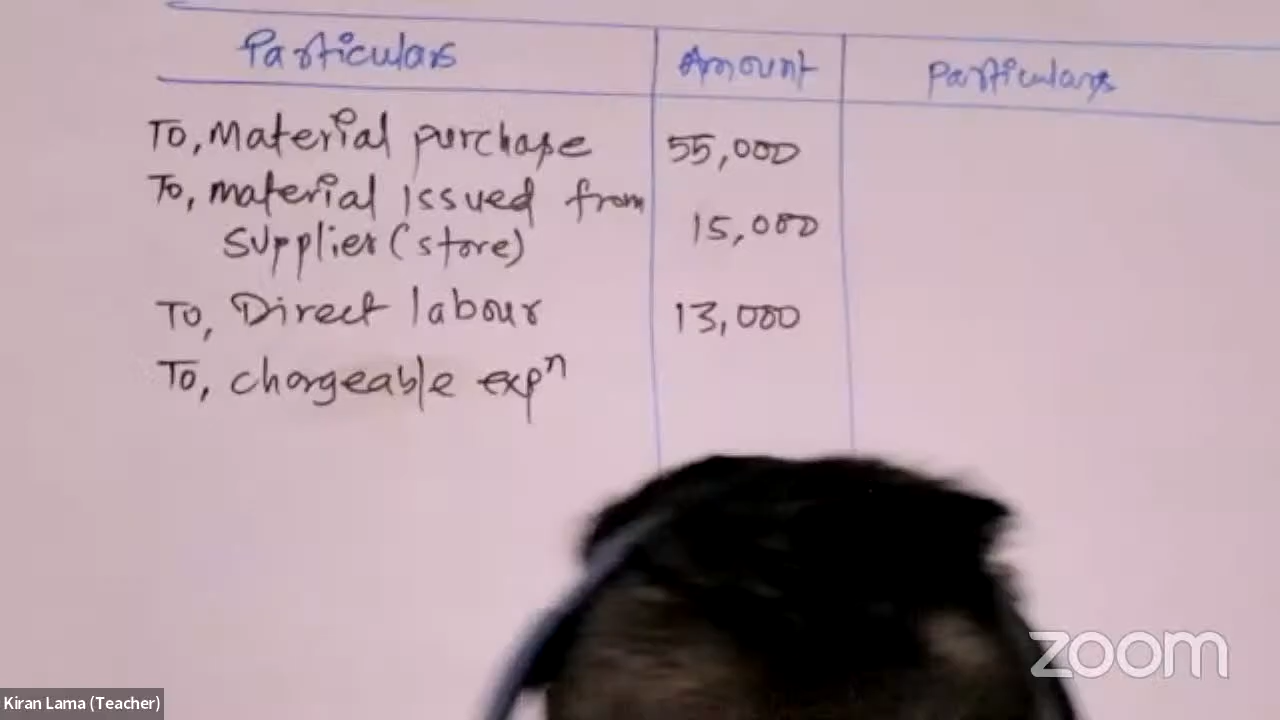 Particulars Amount Particulars
To, Material purchase 55,000
To, material issued from
supplier (store) 15,000
To, Direct labour 13,000
To, chargeable expⁿ
zoom
Kiran Lama (Teacher)